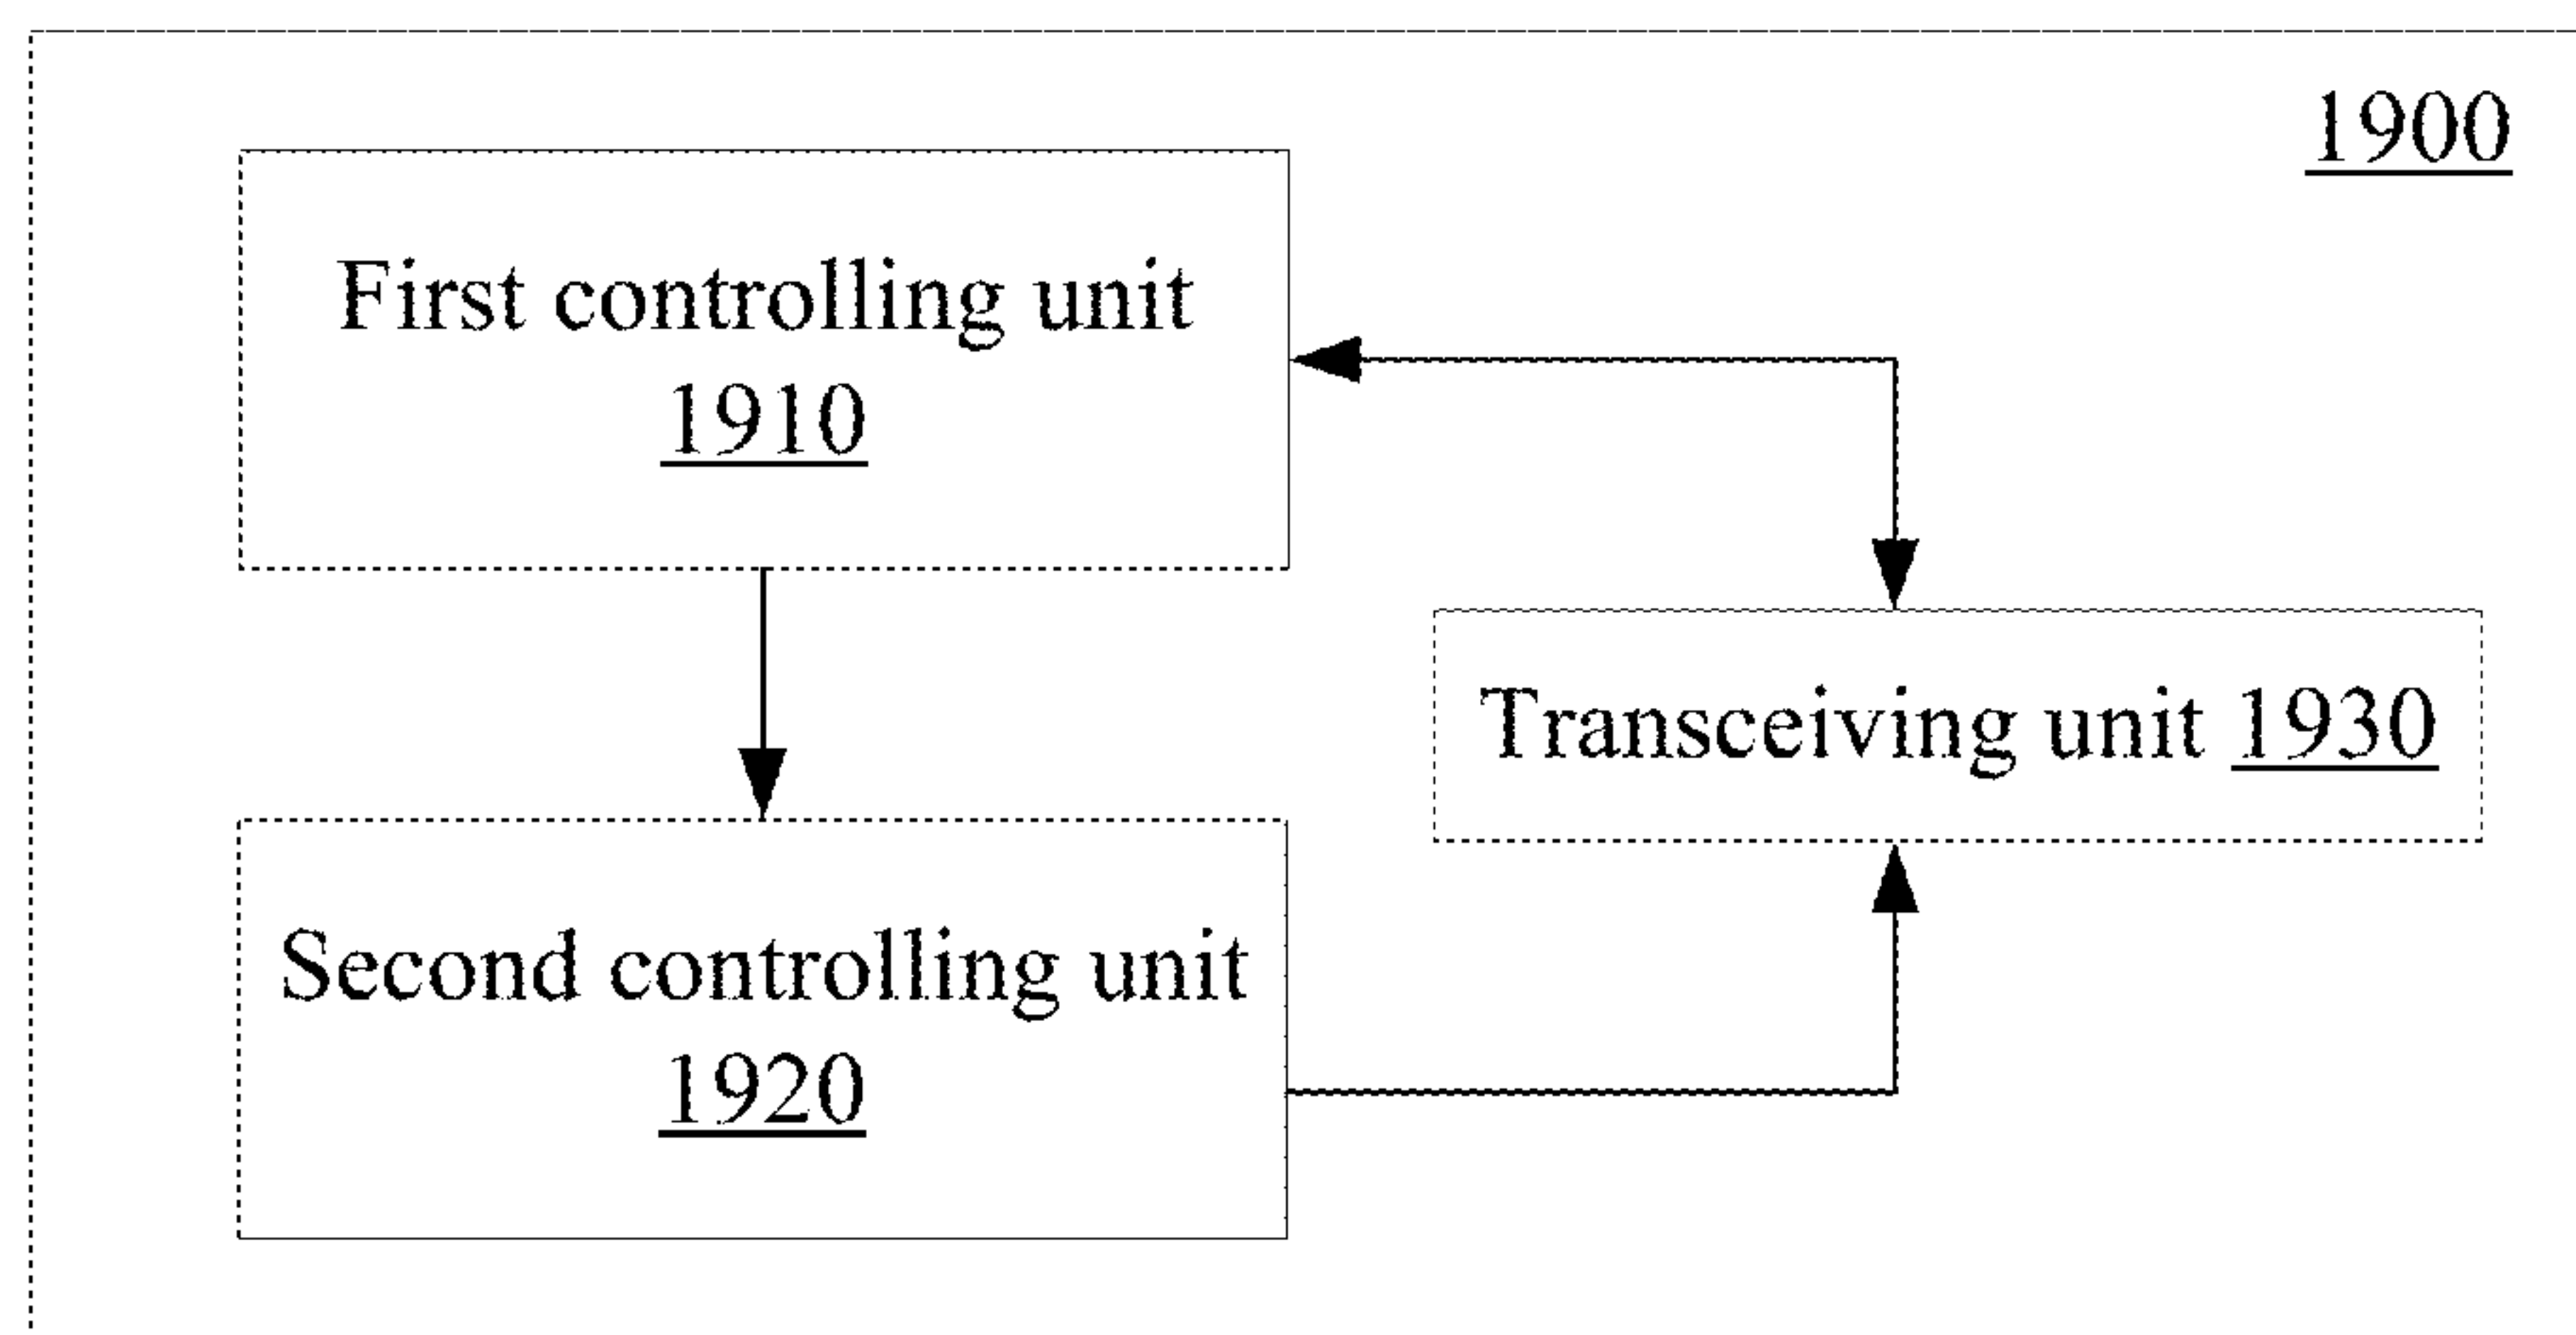 1900
First controlling unit
1910
Transceiving unit 1930
Second controlling unit
1920